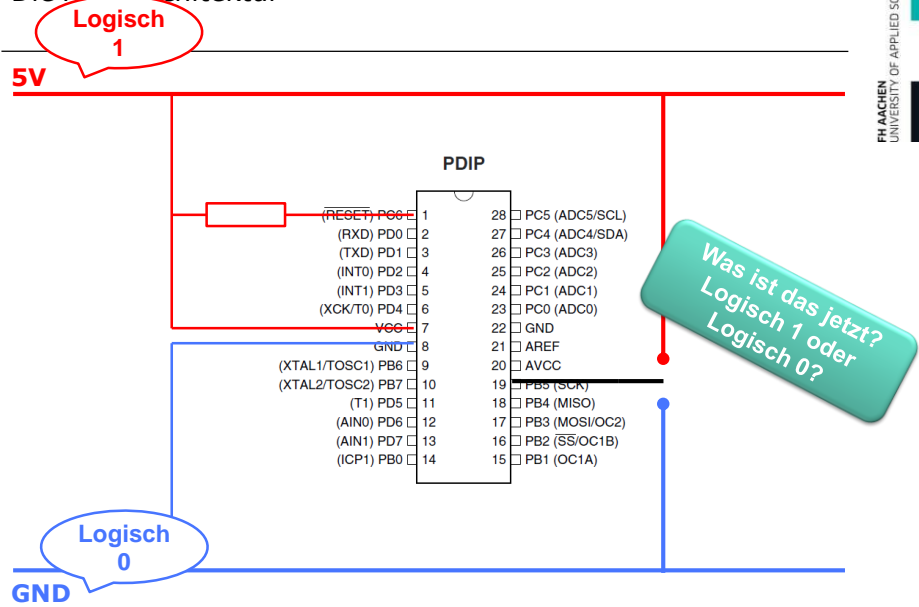 Logisch
1
5V
FH AACHEN
UNIVERSITY OF APPLIED
PDIP
(RESET) PC6 1
(RXD) PD0 2
(TXD) PD1 3
(INT0) PD2 4
(INT1) PD3 5
(XCK/T0) PD4 6
VCC 7
GND 8
(XTAL1/TOSC1) PB6 9
(XTAL2/TOSC2) PB7 10
(T1) PD5 11
(AIN0) PD6 12
(AIN1) PD7 13
(ICP1) PB0 14
28 PC5 (ADC5/SCL)
27 PC4 (ADC4/SDA)
26 PC3 (ADC3)
25 PC2 (ADC2)
24 PC1 (ADC1)
23 PC0 (ADC0)
22 GND
21 AREF
20 AVCC
19 PB5 (SCK)
18 PB4 (MISO)
17 PB3 (MOSI/OC2)
16 PB2 (SS/OC1B)
15 PB1 (OC1A)
Was ist das jetzt?
Logisch 1 oder
Logisch 0?
Logisch
0
GND